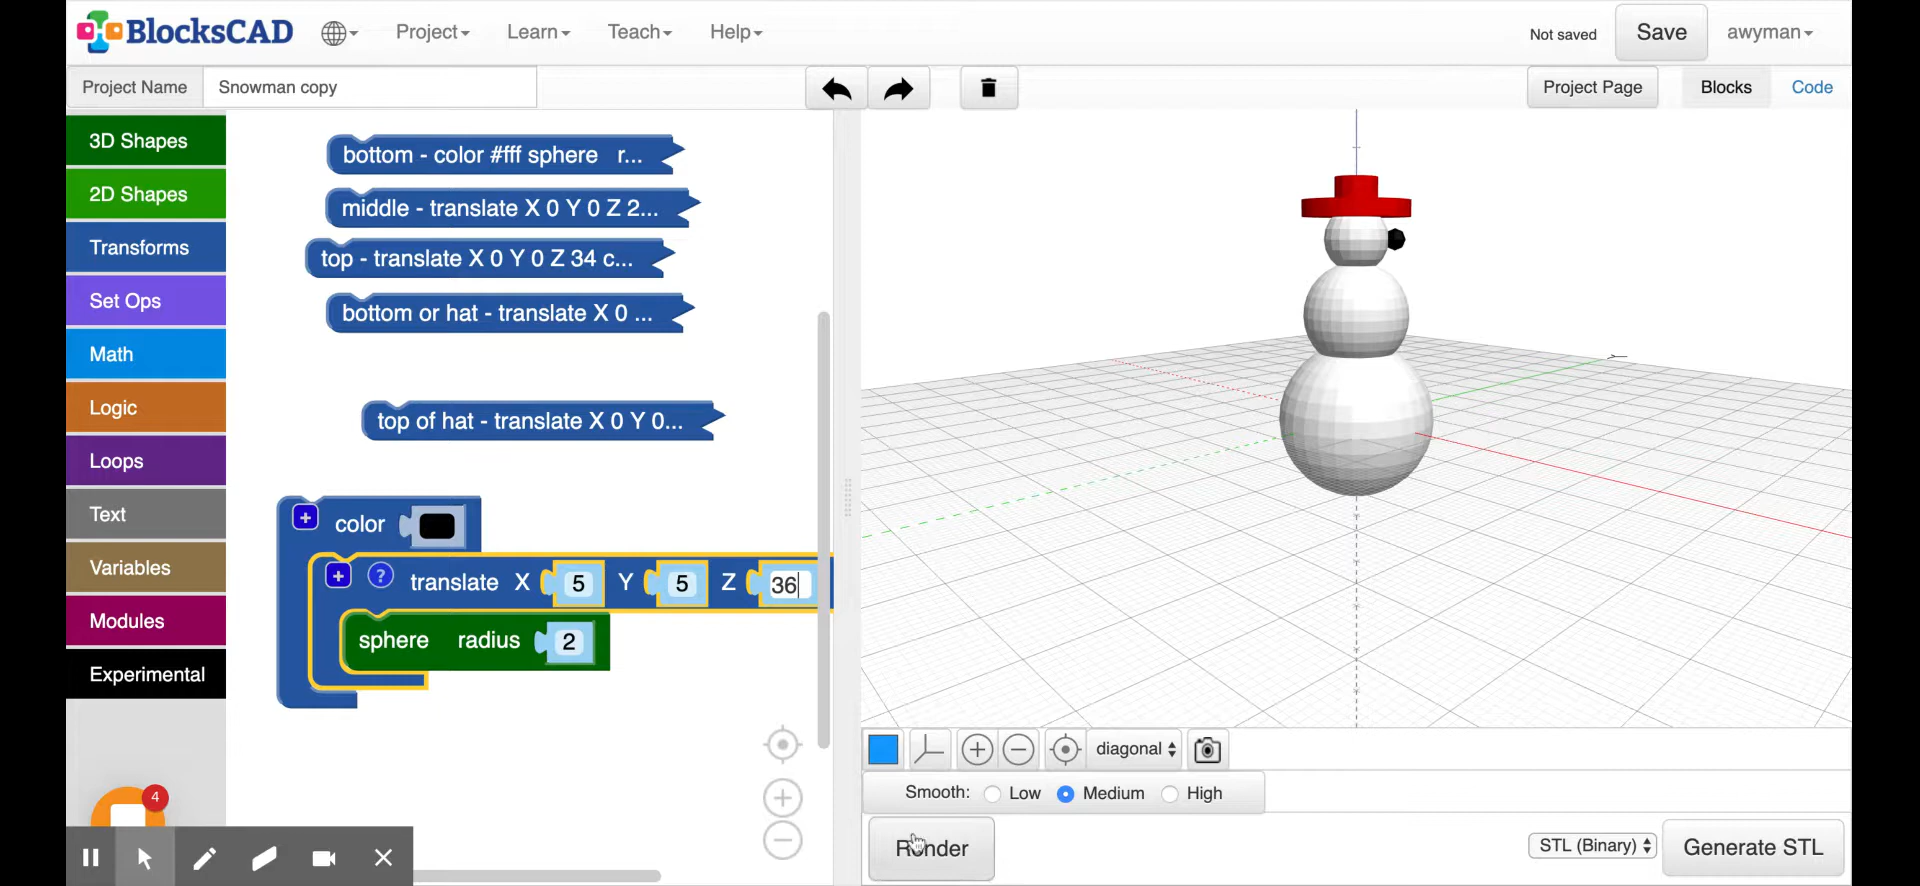 BlocksCAD Project Learn Teach Help Not saved Save awyman
Project Name Snowman copy Project Page Blocks Code
3D Shapes
2D Shapes
Transforms
Set Ops
Math
Logic
Loops
Text
Variables
Modules
Experimental
4
bottom - color #fff sphere r...
middle - translate X 0 Y 0 Z 2...
top - translate X 0 Y 0 Z 34 c...
bottom or hat - translate X 0 ...
top of hat - translate X 0 Y 0...
+ color
+ ? translate X 5 Y 5 Z 36
sphere radius 2
diagonal
Smooth: Low Medium High
Render STL (Binary) Generate STL